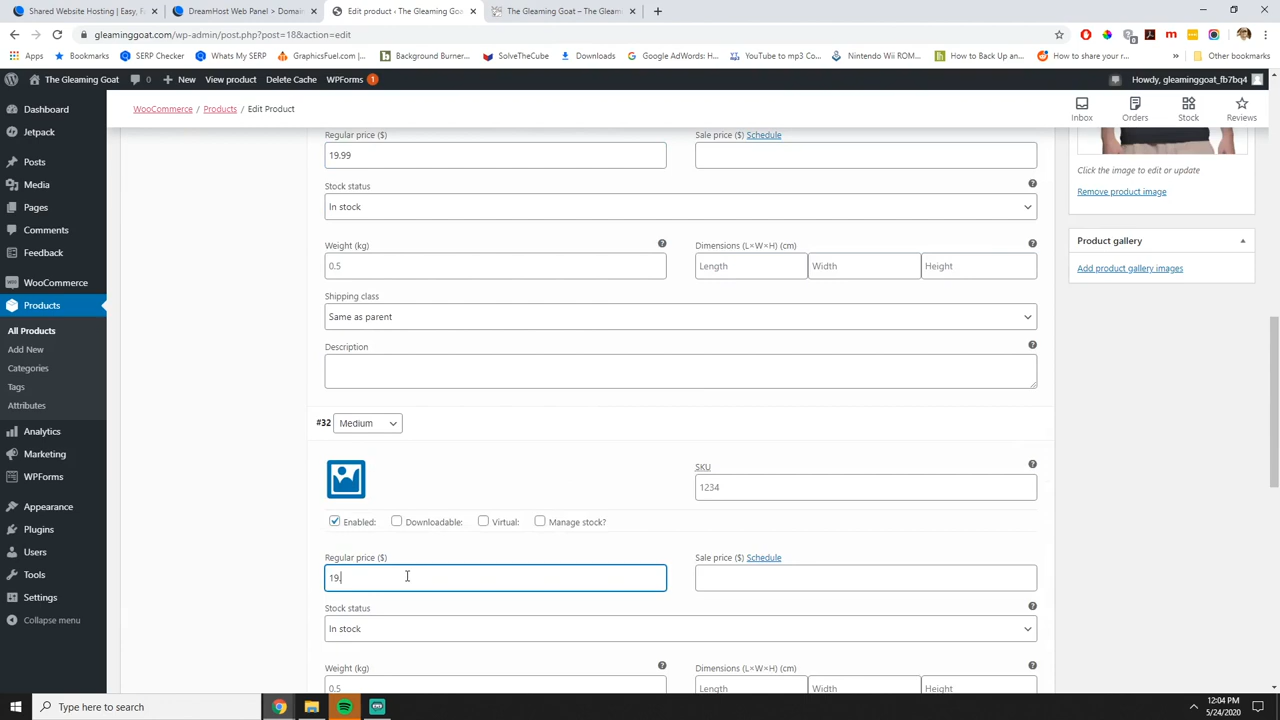 Shared Website Hosting: Easy, F
DreamHost Web Panel > Domain
Edit product ‹ The Gleaming Goat
The Gleaming Goat – The Gleami
gleaminggoat.com/wp-admin/post.php?post=18&action=edit
Apps Bookmarks SERP Checker Whats My SERP GraphicsFuel.com... Background Burner... SolveTheCube Downloads Google AdWords: K... YouTube to mp3 Co... Nintendo Wii ROM... How to Back Up an... How to share your r... » Other bookmarks
The Gleaming Goat 0 + New View product Delete Cache WPForms 1 Howdy, gleaminggoat_fb7bq4
Dashboard
Jetpack
Posts
Media
Pages
Comments
Feedback
WooCommerce
Products
All Products
Add New
Categories
Tags
Attributes
Analytics
Marketing
WPForms
Appearance
Plugins
Users
Tools
Settings
Collapse menu
WooCommerce / Products / Edit Product
Inbox Orders Stock Reviews
Regular price ($) Sale price ($) Schedule
19.99
Stock status
In stock
Weight (kg) Dimensions (L×W×H) (cm)
0.5 Length Width Height
Shipping class
Same as parent
Description
#32 Medium
SKU
1234
Enabled: Downloadable: Virtual: Manage stock?
Regular price ($) Sale price ($) Schedule
19.
Stock status
In stock
Weight (kg) Dimensions (L×W×H) (cm)
0.5 Length Width Height
Click the image to edit or update
Remove product image
Product gallery
Add product gallery images
Type here to search
12:04 PM
5/24/2020